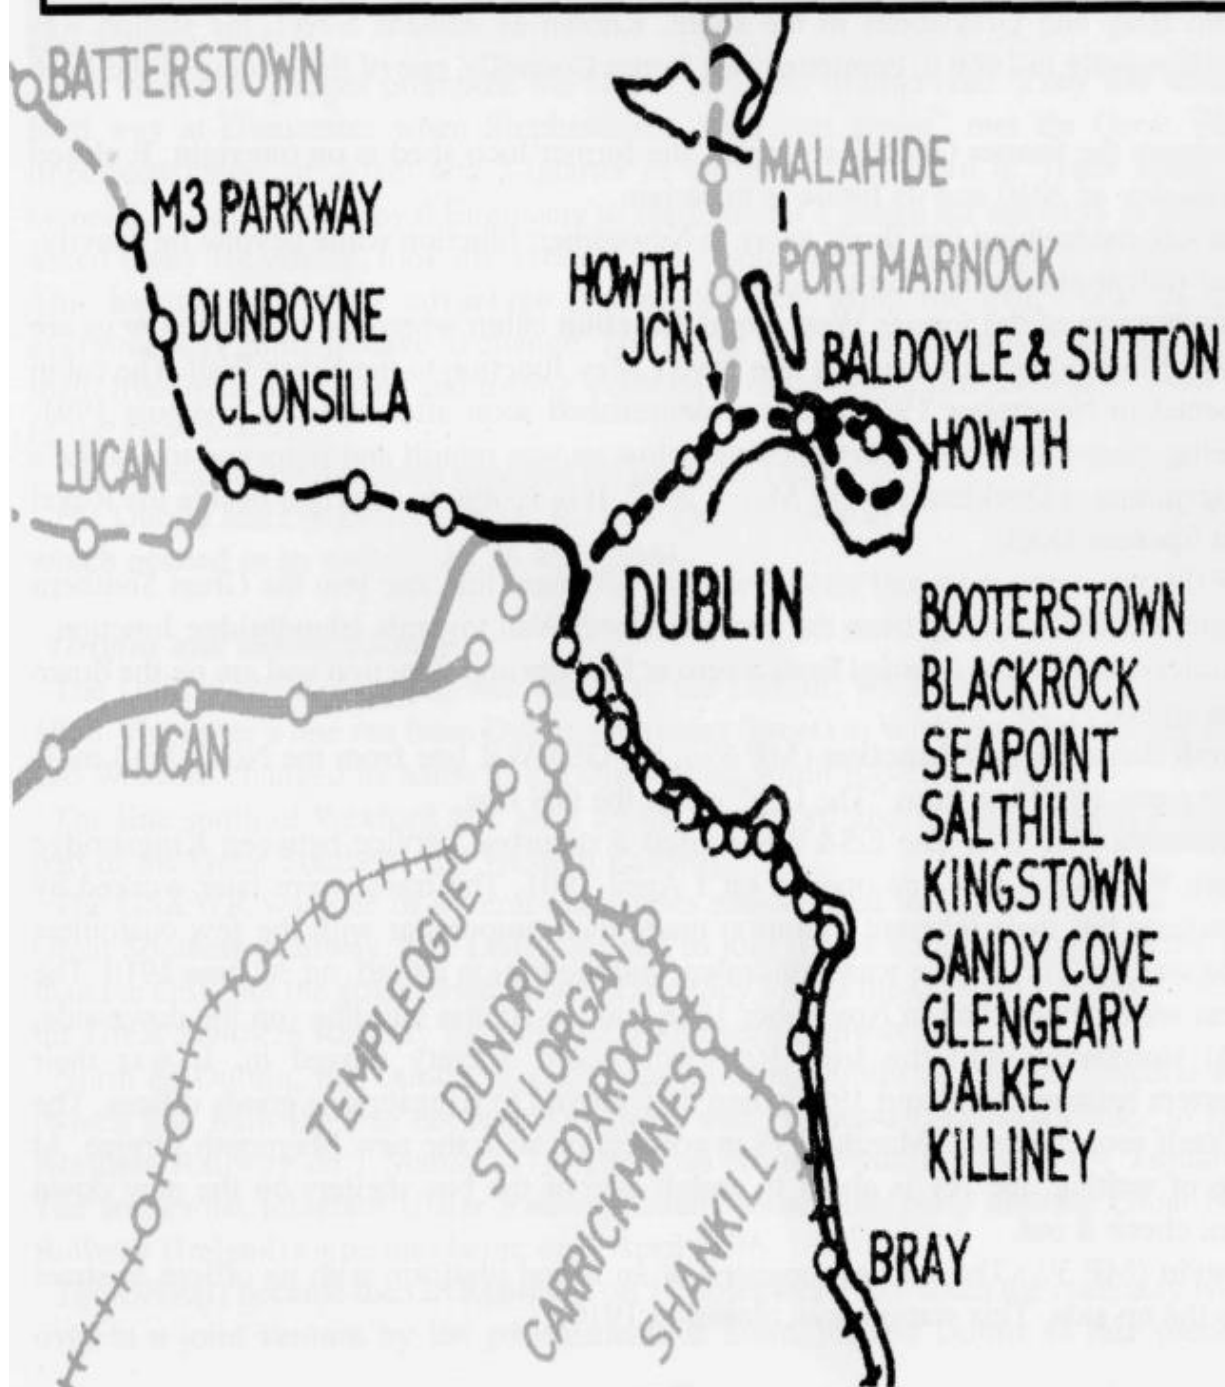 BATTERSTOWN
M3 PARKWAY
DUNBOYNE
CLONSILLA
LUCAN
MALAHIDE
PORTMARNOCK
HOWTH
JCN
BALDOYLE & SUTTON
HOWTH
DUBLIN
LUCAN
BOOTERSTOWN
BLACKROCK
SEAPOINT
SALTHILL
KINGSTOWN
SANDY COVE
GLENGEARY
DALKEY
KILLINEY
BRAY
TEMPLEOGUE
DUNDRUM
STILLORGAN
FOXROCK
CARRICKMINES
SHANKILL